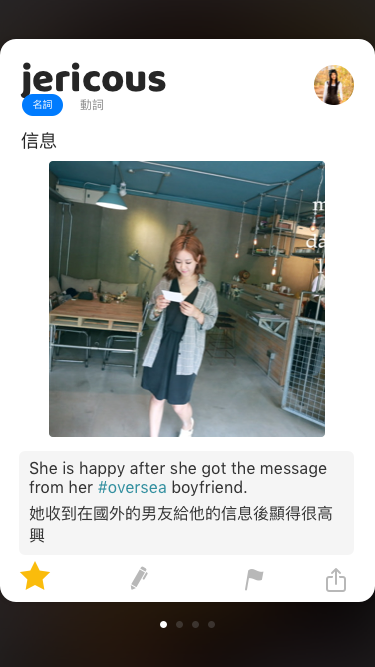 jericous
名詞 動詞
信息
m
da
She is happy after she got the message
from her #oversea boyfriend.
她收到在國外的男友給他的信息後顯得很高
興